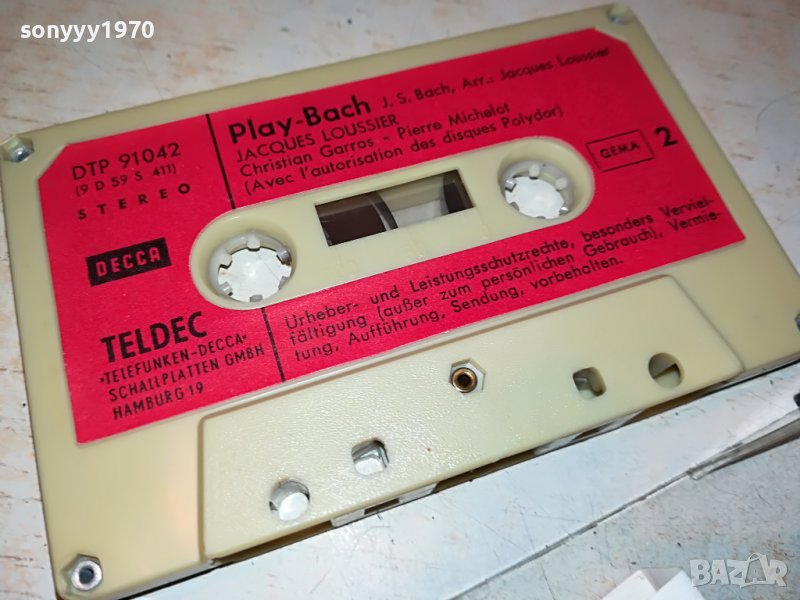 sonyyy1970
DTP 91042
(9 D 59 S 411)
STEREO
DECCA
TELDEC
»TELEFUNKEN-DECCA«
SCHALLPLATTEN GMBH
HAMBURG 19
Play-Bach J. S. Bach, Arr.: Jacques Loussier
JACQUES LOUSSIER
Christian Garros - Pierre Michelot
(Avec l'autorisation des disques Polydor)
GEMA 2
Urheber- und Leistungsschutzrechte, besonders Verviel-
fältigung (außer zum persönlichen Gebrauch), Vermie-
tung, Aufführung, Sendung, vorbehalten.
BAZAR